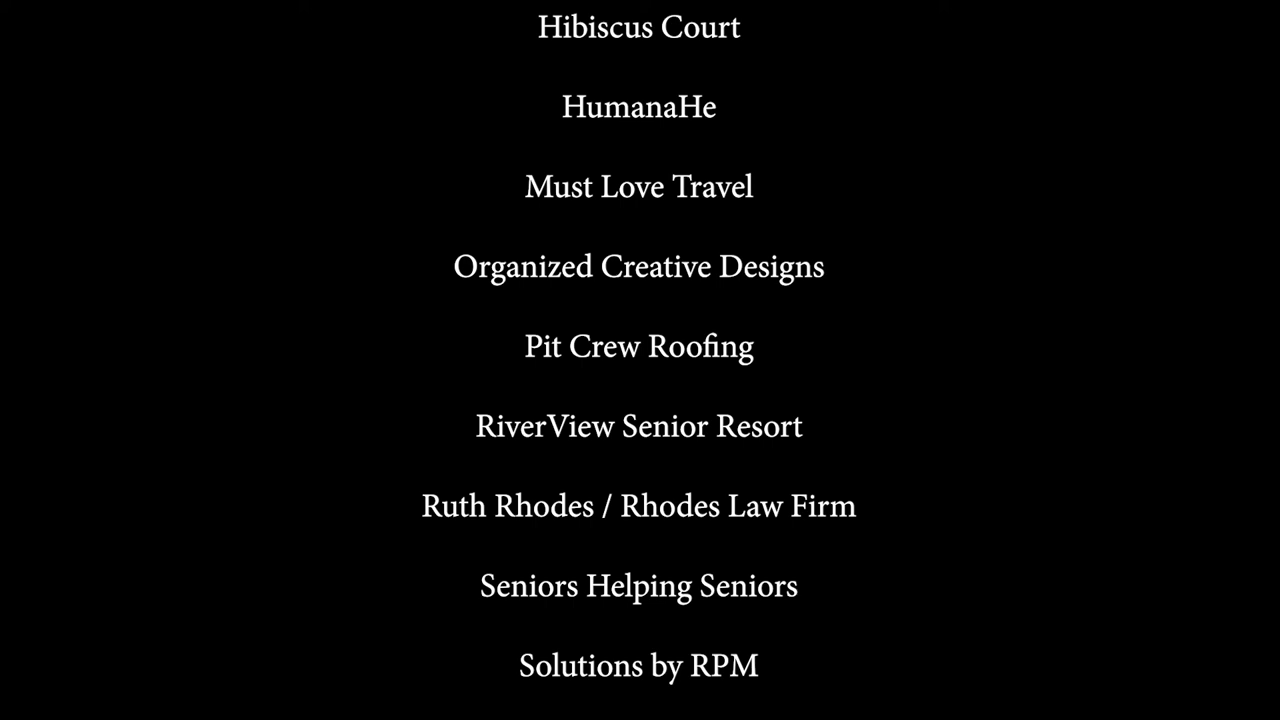 Hibiscus Court
HumanaHe
Must Love Travel
Organized Creative Designs
Pit Crew Roofing
RiverView Senior Resort
Ruth Rhodes / Rhodes Law Firm
Seniors Helping Seniors
Solutions by RPM